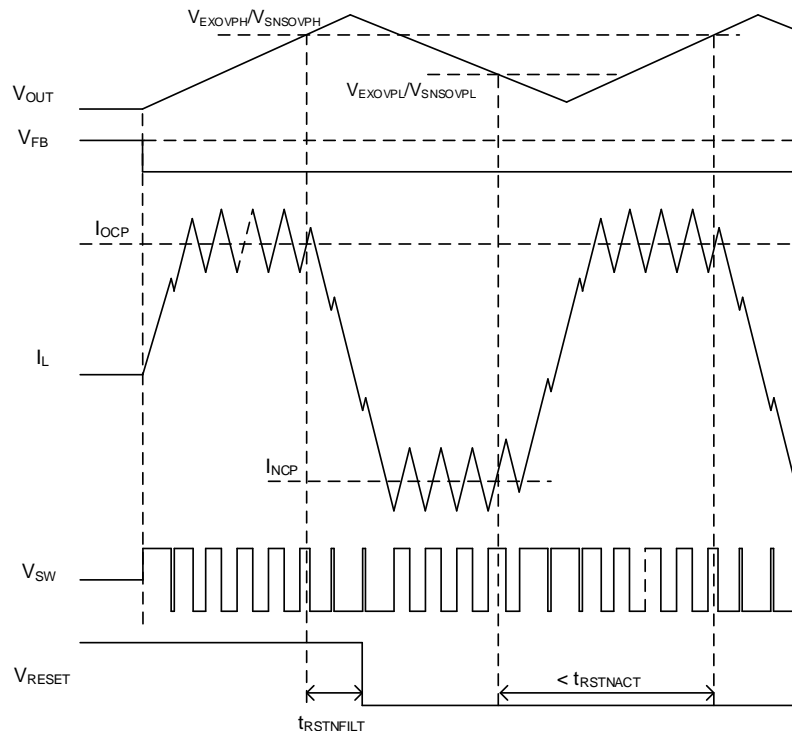 VEXOVPH/VSNSOVPH
VEXOVPL/VSNSOVPL
VOUT
VFB
IOCP
IL
INCP
VSW
VRESET
< tRSTNACT
tRSTNFILT